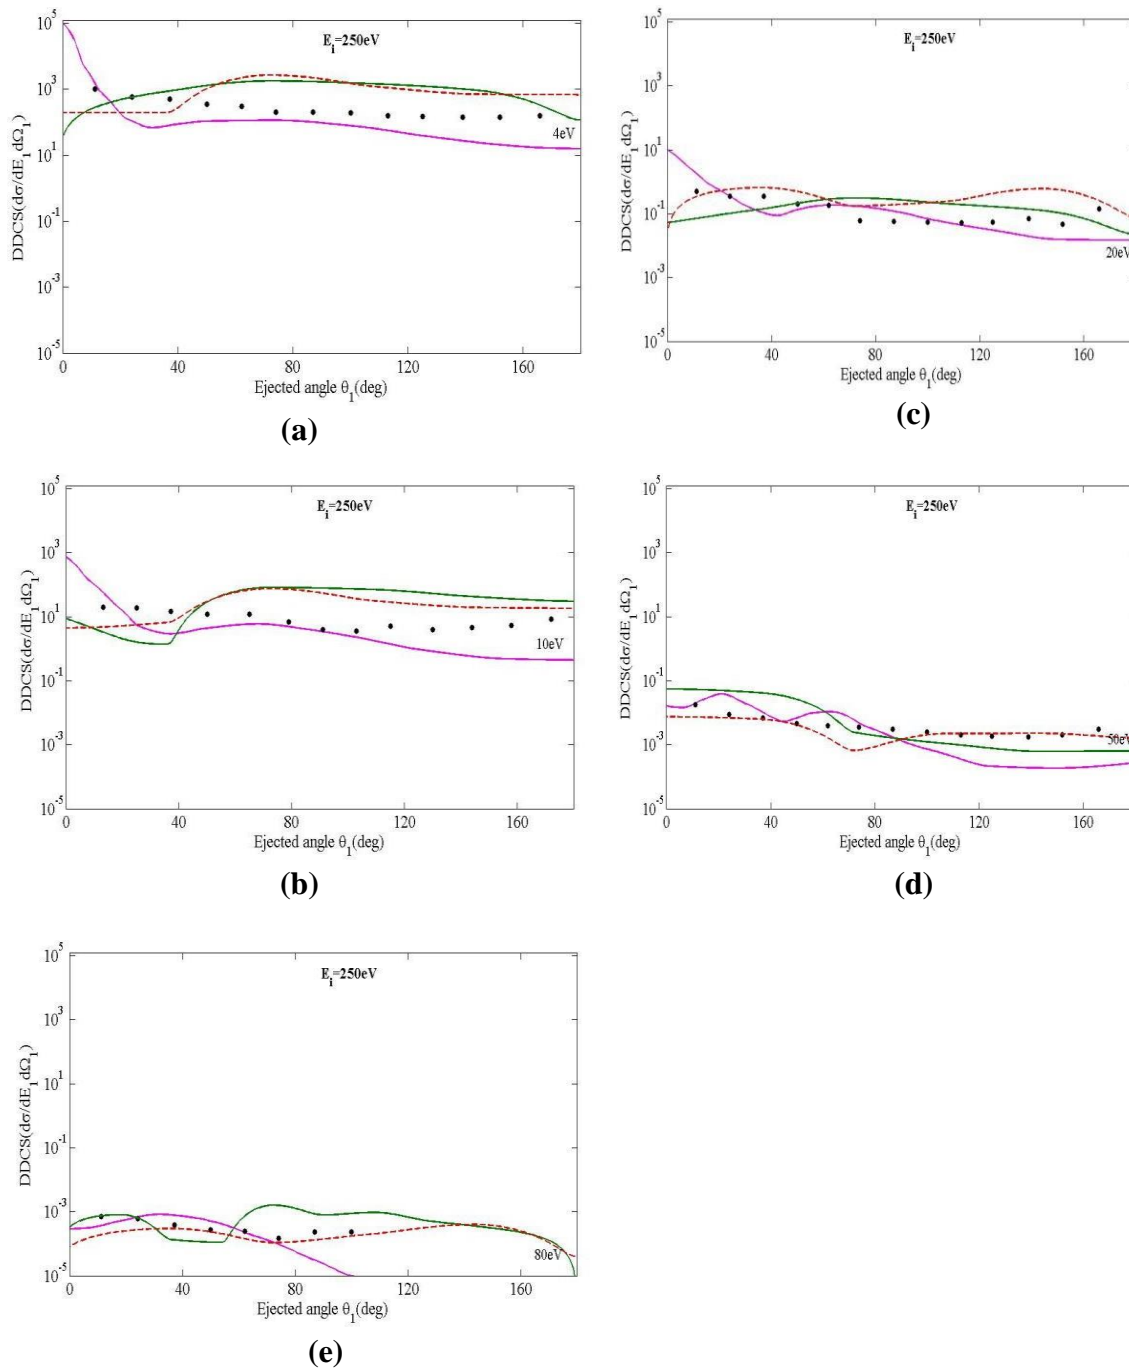 10^5
10^3
10^1
10^-1
10^-3
10^-5
DDCS(dσ/dE_1dΩ_1)
E_i=250eV
4eV
0 40 80 120 160
Ejected angle θ_1(deg)
(a)
10^5
10^3
10^1
10^-1
10^-3
10^-5
DDCS(dσ/dE_1dΩ_1)
E_i=250eV
20eV
0 40 80 120 160
Ejected angle θ_1(deg)
(c)
10^5
10^3
10^1
10^-1
10^-3
10^-5
DDCS(dσ/dE_1dΩ_1)
E_i=250eV
10eV
0 40 80 120 160
Ejected angle θ_1(deg)
(b)
10^5
10^3
10^1
10^-1
10^-3
10^-5
DDCS(dσ/dE_1dΩ_1)
E_i=250eV
50eV
0 40 80 120 160
Ejected angle θ_1(deg)
(d)
10^5
10^3
10^1
10^-1
10^-3
10^-5
DDCS(dσ/dE_1dΩ_1)
E_i=250eV
80eV
0 40 80 120 160
Ejected angle θ_1(deg)
(e)